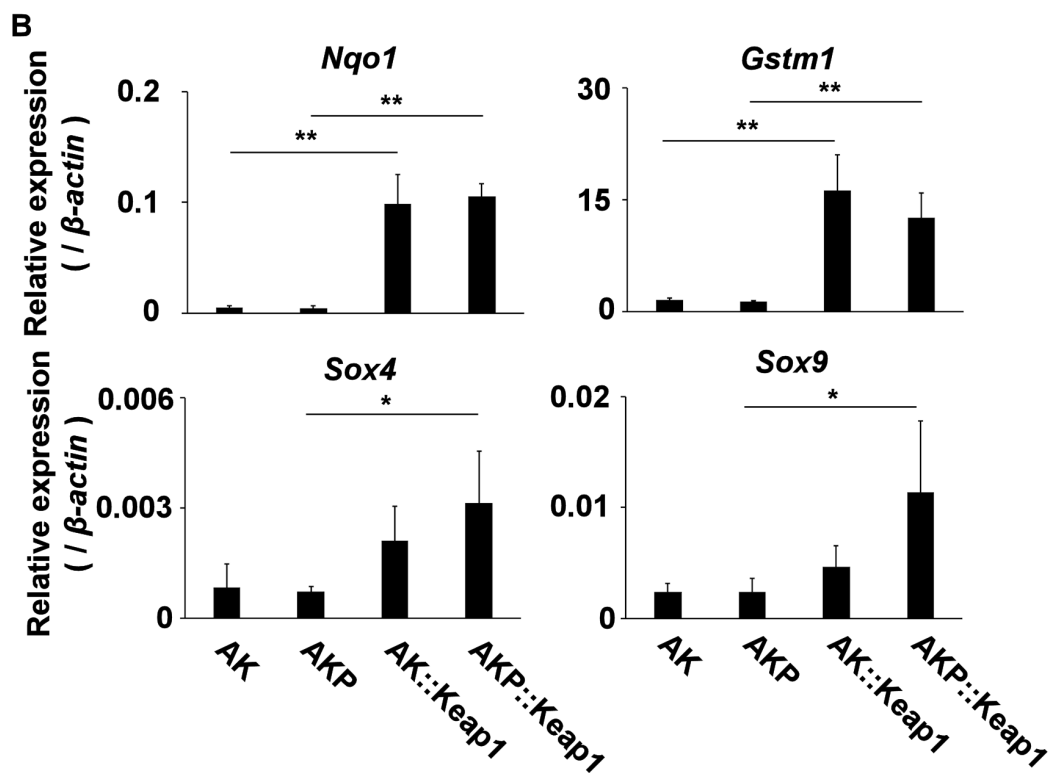 B
Nqo1
Gstm1
Relative expression
( / β-actin )
0.2
0.1
0
**
**
30
15
0
**
**
Sox4
Sox9
Relative expression
( / β-actin )
0.006
0.003
0
*
0.02
0.01
0
*
AK
AKP
AK::Keap1
AKP::Keap1
AK
AKP
AK::Keap1
AKP::Keap1